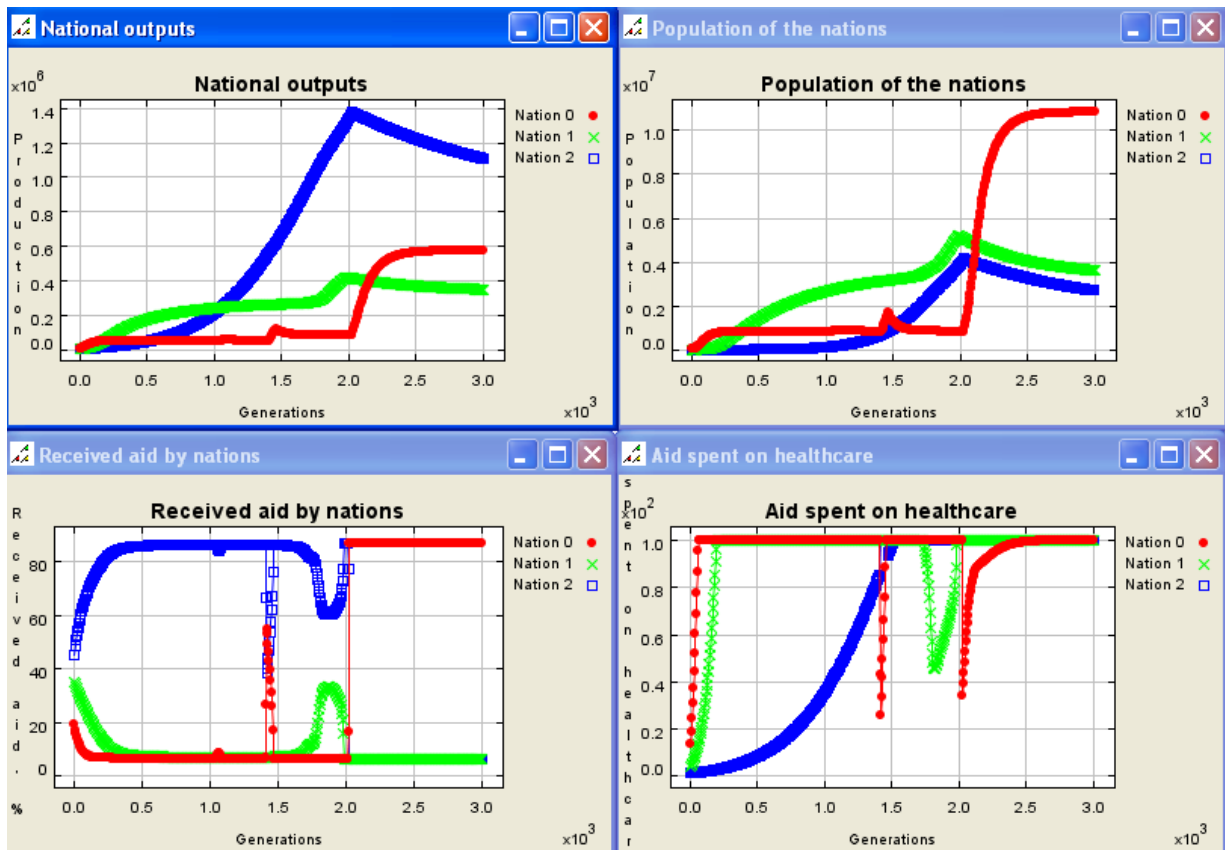 National outputs
National outputs
x10^6
Production
1.4
1.2
1.0
0.8
0.6
0.4
0.2
0.0
0.0 0.5 1.0 1.5 2.0 2.5 3.0
Generations
x10^3
Nation 0
Nation 1
Nation 2
Population of the nations
Population of the nations
x10^7
Population
1.0
0.8
0.6
0.4
0.2
0.0
0.0 0.5 1.0 1.5 2.0 2.5 3.0
Generations
x10^3
Nation 0
Nation 1
Nation 2
Received aid by nations
Received aid by nations
Received aid, %
80
60
40
20
0
0.0 0.5 1.0 1.5 2.0 2.5 3.0
Generations
x10^3
Nation 0
Nation 1
Nation 2
Aid spent on healthcare
Aid spent on healthcare
x10^2
spent on healthcar
1.0
0.8
0.6
0.4
0.2
0.0
0.0 0.5 1.0 1.5 2.0 2.5 3.0
Generations
x10^3
Nation 0
Nation 1
Nation 2